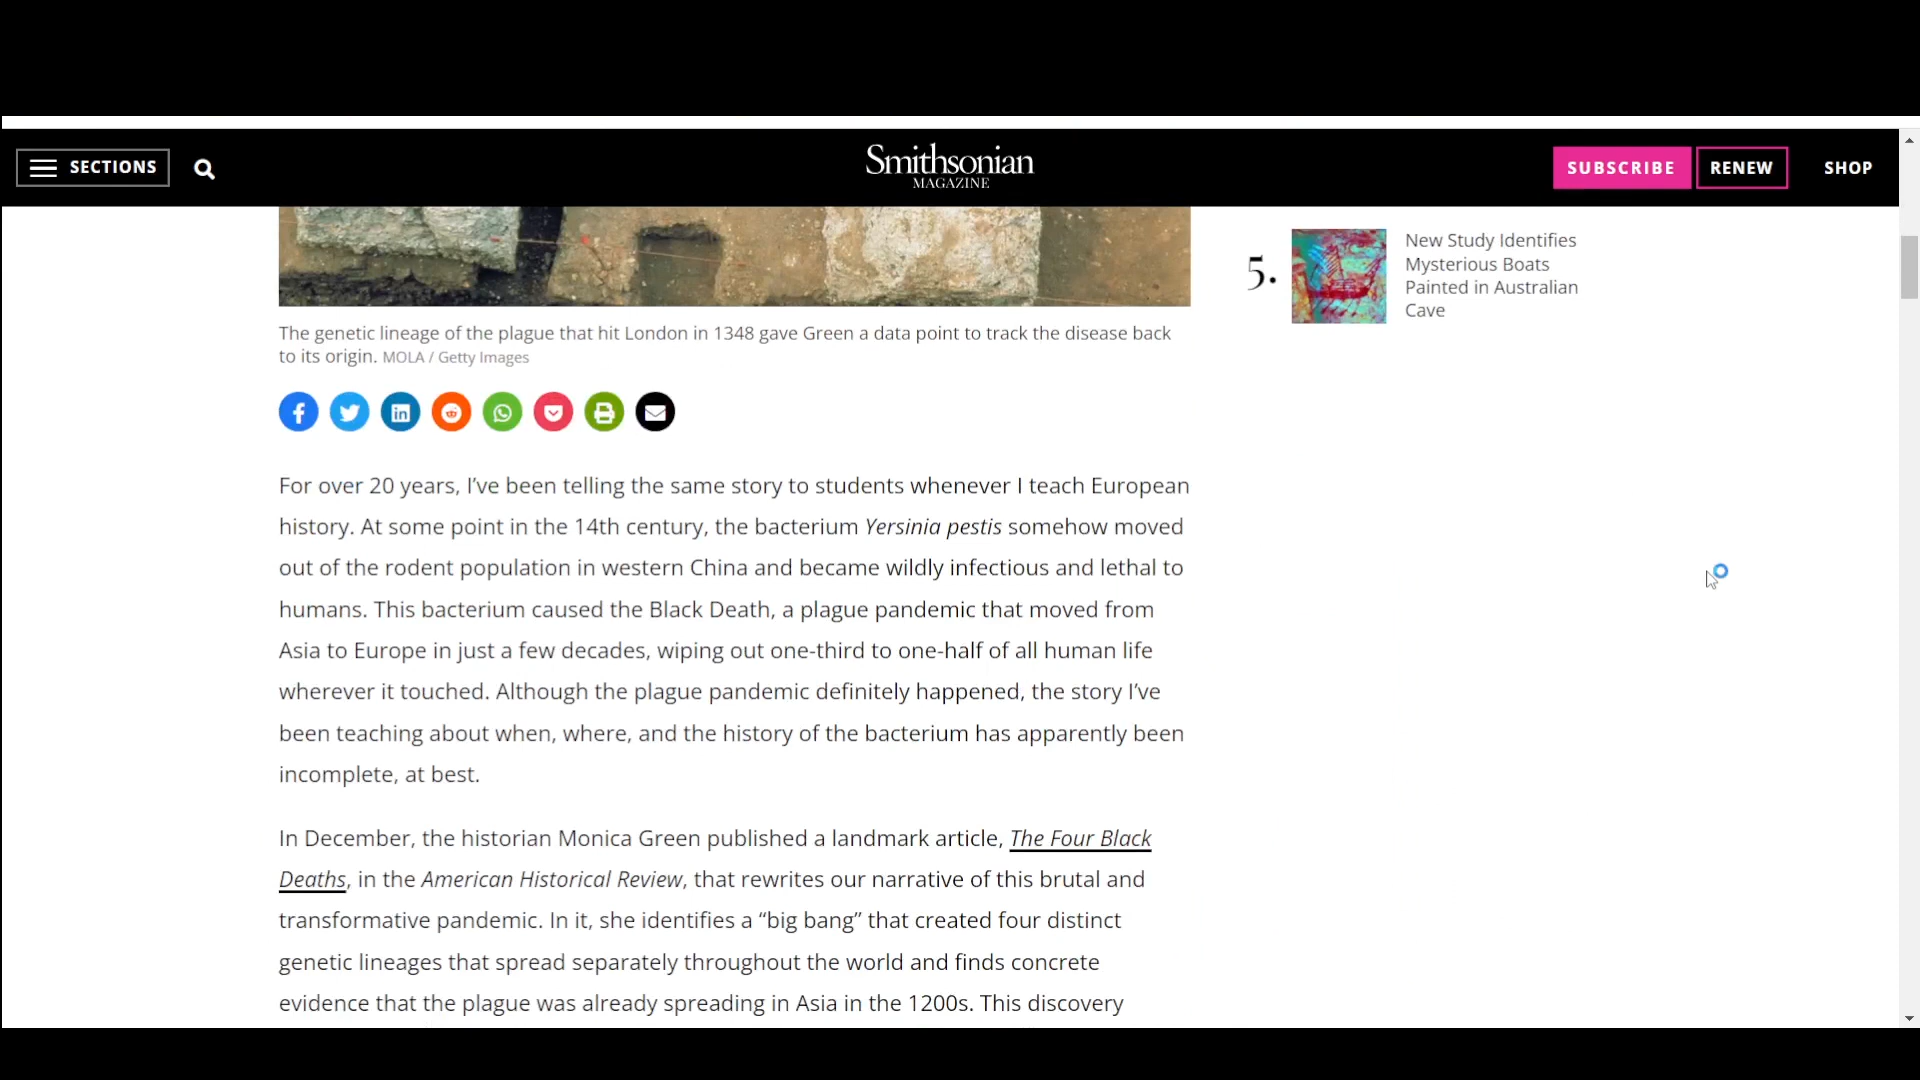 SECTIONS
Smithsonian
MAGAZINE
SUBSCRIBE
RENEW
SHOP
5.
New Study Identifies
Mysterious Boats
Painted in Australian
Cave
The genetic lineage of the plague that hit London in 1348 gave Green a data point to track the disease back
to its origin. MOLA / Getty Images
For over 20 years, I’ve been telling the same story to students whenever I teach European
history. At some point in the 14th century, the bacterium Yersinia pestis somehow moved
out of the rodent population in western China and became wildly infectious and lethal to
humans. This bacterium caused the Black Death, a plague pandemic that moved from
Asia to Europe in just a few decades, wiping out one-third to one-half of all human life
wherever it touched. Although the plague pandemic definitely happened, the story I’ve
been teaching about when, where, and the history of the bacterium has apparently been
incomplete, at best.
In December, the historian Monica Green published a landmark article, The Four Black
Deaths, in the American Historical Review, that rewrites our narrative of this brutal and
transformative pandemic. In it, she identifies a “big bang” that created four distinct
genetic lineages that spread separately throughout the world and finds concrete
evidence that the plague was already spreading in Asia in the 1200s. This discovery